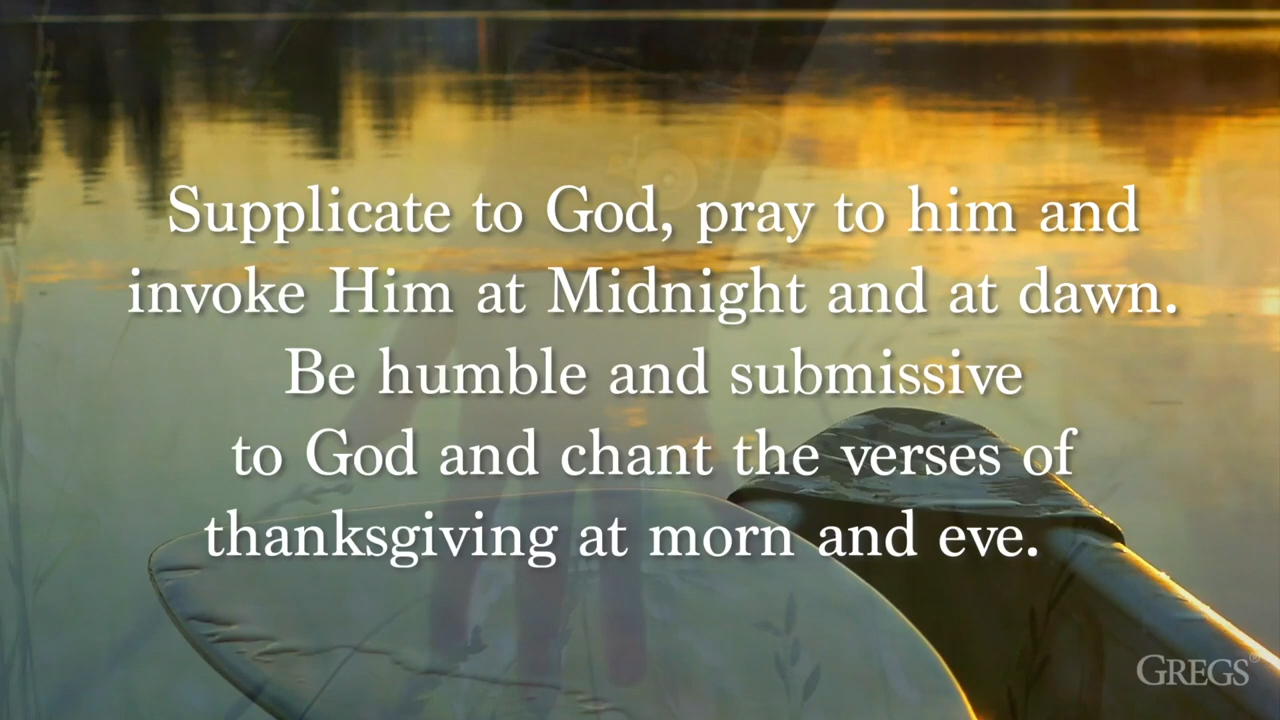 Supplicate to God, pray to him and
invoke Him at Midnight and at dawn.
Be humble and submissive
to God and chant the verses of
thanksgiving at morn and eve.
GREGS®